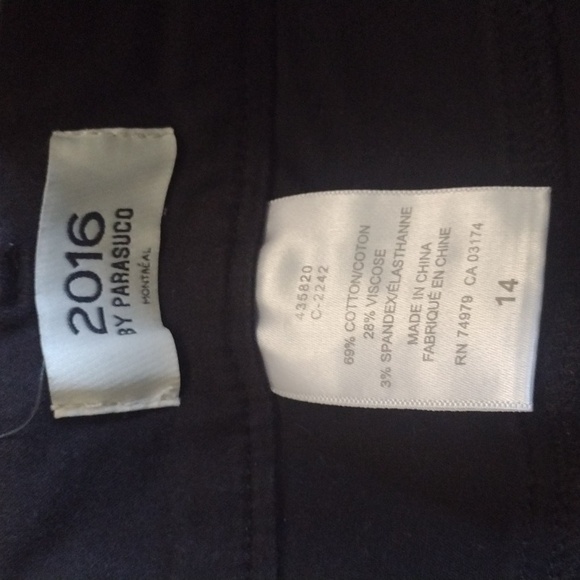 2016
BY PARASUCO
MONTRÉAL
435820
C-2242
69% COTTON/COTON
28% VISCOSE
3% SPANDEX/ÉLASTHANNE
MADE IN CHINA
FABRIQUÉ EN CHINE
RN 74979 CA 03174
14